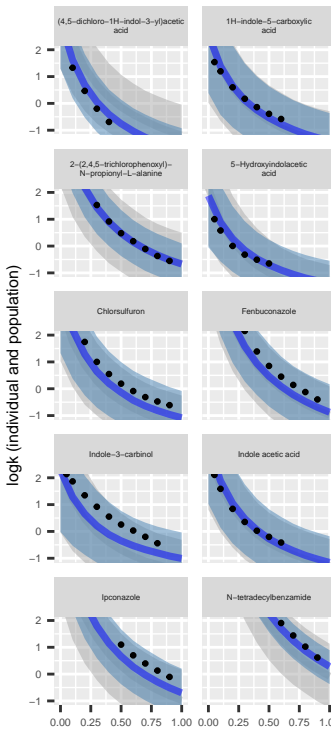 (4,5−dichloro−1H−indol−3−yl)acetic
acid
1H−indole−5−carboxylic
acid
2
1
0
−1
2−(2,4,5−trichlorophenoxyl)−
N−propionyl−L−alanine
5−Hydroxyindolacetic
acid
2
1
0
−1
Chlorsulfuron
Fenbuconazole
2
1
0
−1
logk (individual and population)
Indole−3−carbinol
Indole acetic acid
2
1
0
−1
Ipconazole
N−tetradecylbenzamide
2
1
0
−1
0.00 0.25 0.50 0.75 1.00 0.00 0.25 0.50 0.75 1.00